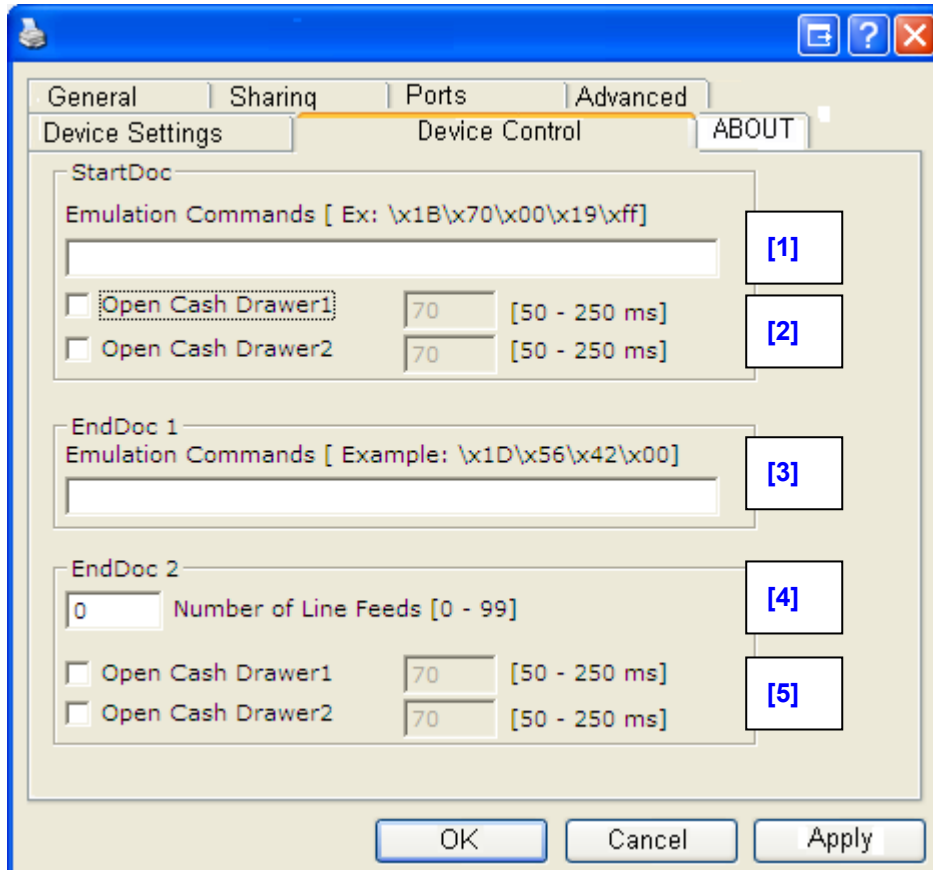 General Sharing Ports Advanced
Device Settings Device Control ABOUT
StartDoc
Emulation Commands [ Ex: \x1B\x70\x00\x19\xff]
[1]
Open Cash Drawer1 70 [50 - 250 ms]
[2]
Open Cash Drawer2 70 [50 - 250 ms]
EndDoc 1
Emulation Commands [ Example: \x1D\x56\x42\x00]
[3]
EndDoc 2
0 Number of Line Feeds [0 - 99]
[4]
Open Cash Drawer1 70 [50 - 250 ms]
[5]
Open Cash Drawer2 70 [50 - 250 ms]
OK Cancel Apply